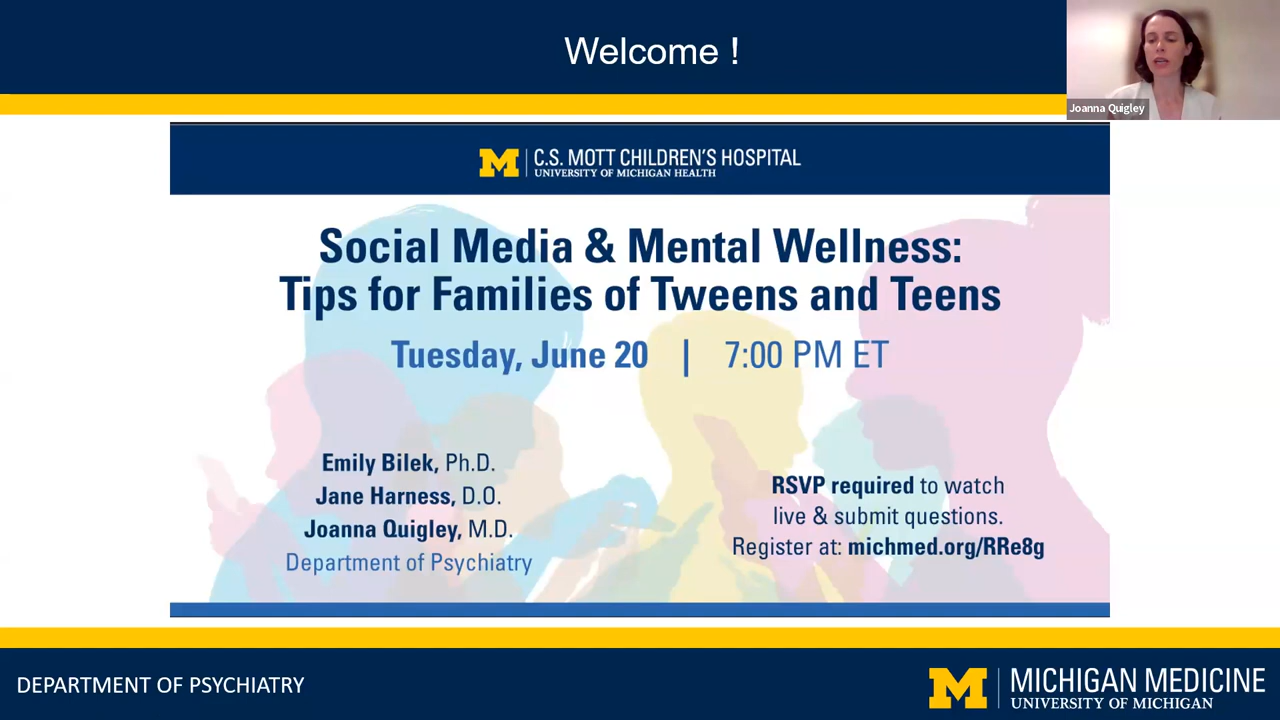 Welcome !
Joanna Quigley
C.S. MOTT CHILDREN'S HOSPITAL
UNIVERSITY OF MICHIGAN HEALTH
Social Media & Mental Wellness:
Tips for Families of Tweens and Teens
Tuesday, June 20 | 7:00 PM ET
Emily Bilek, Ph.D.
Jane Harness, D.O.
Joanna Quigley, M.D.
Department of Psychiatry
RSVP required to watch
live & submit questions.
Register at: michmed.org/RRe8g
DEPARTMENT OF PSYCHIATRY
M MICHIGAN MEDICINE
UNIVERSITY OF MICHIGAN